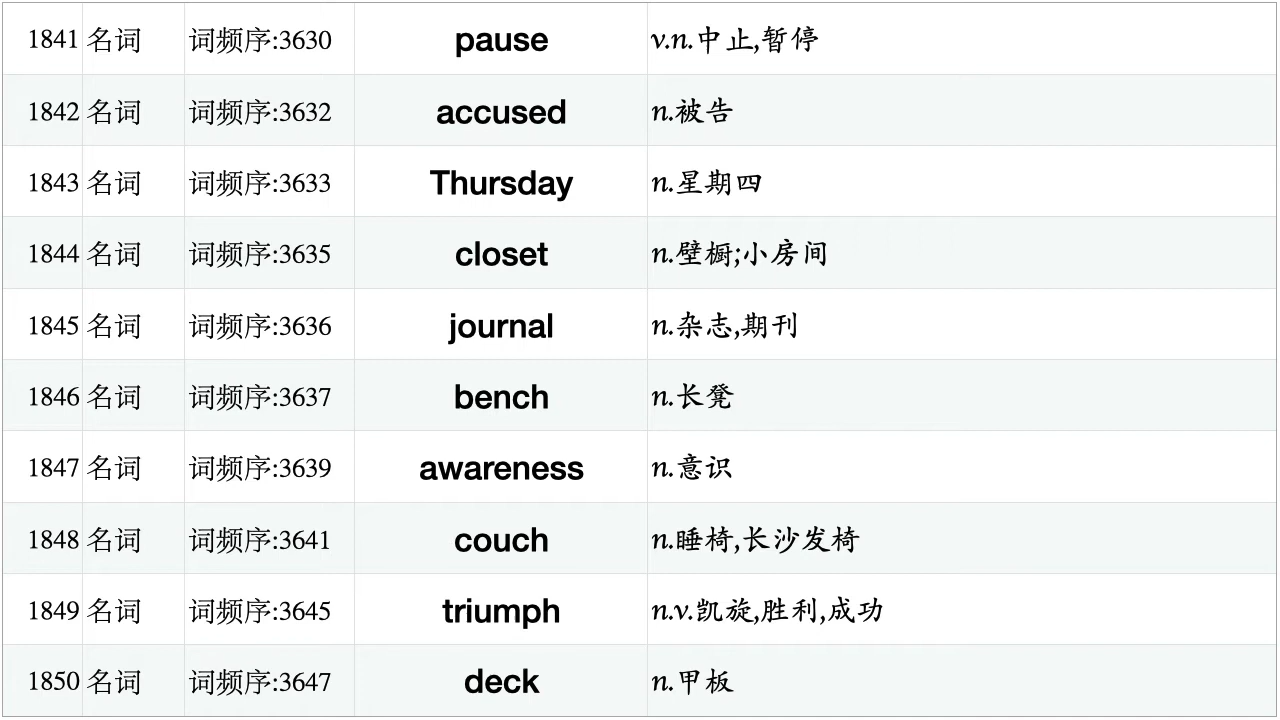 1841 名词 词频序:3630 pause v.n.中止,暂停
1842 名词 词频序:3632 accused n.被告
1843 名词 词频序:3633 Thursday n.星期四
1844 名词 词频序:3635 closet n.壁橱;小房间
1845 名词 词频序:3636 journal n.杂志,期刊
1846 名词 词频序:3637 bench n.长凳
1847 名词 词频序:3639 awareness n.意识
1848 名词 词频序:3641 couch n.睡椅,长沙发椅
1849 名词 词频序:3645 triumph n.v.凯旋,胜利,成功
1850 名词 词频序:3647 deck n.甲板